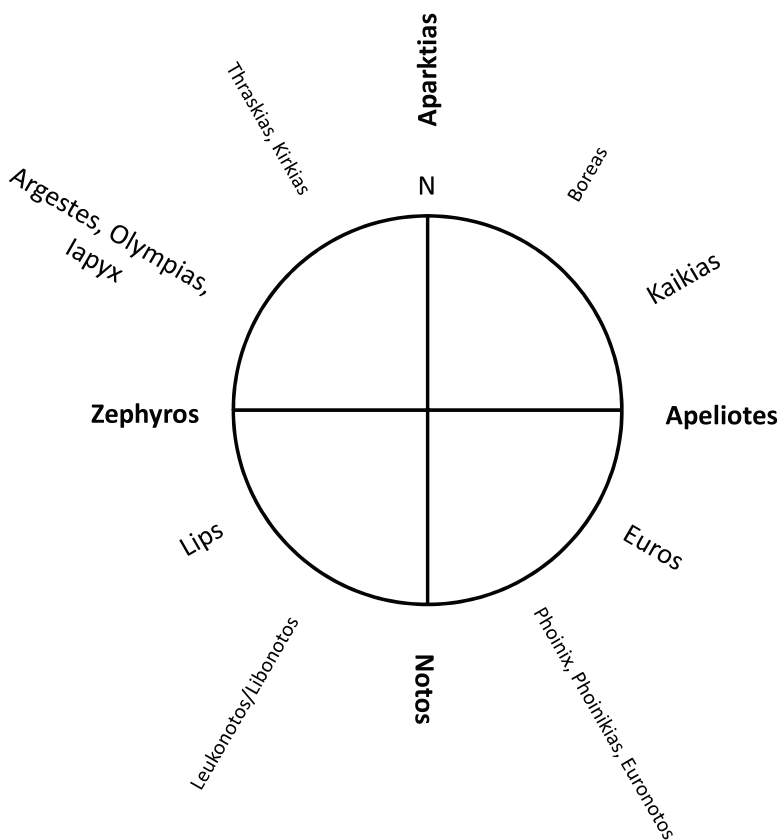 Aparktias
Thraskias, Kirkias
N
Boreas
Argestes, Olympias,
Iapyx
Kaikias
Zephyros
Apeliotes
Lips
Euros
Leukonotos/Libonotos
Notos
Phoinix, Phoinikias, Euronotos